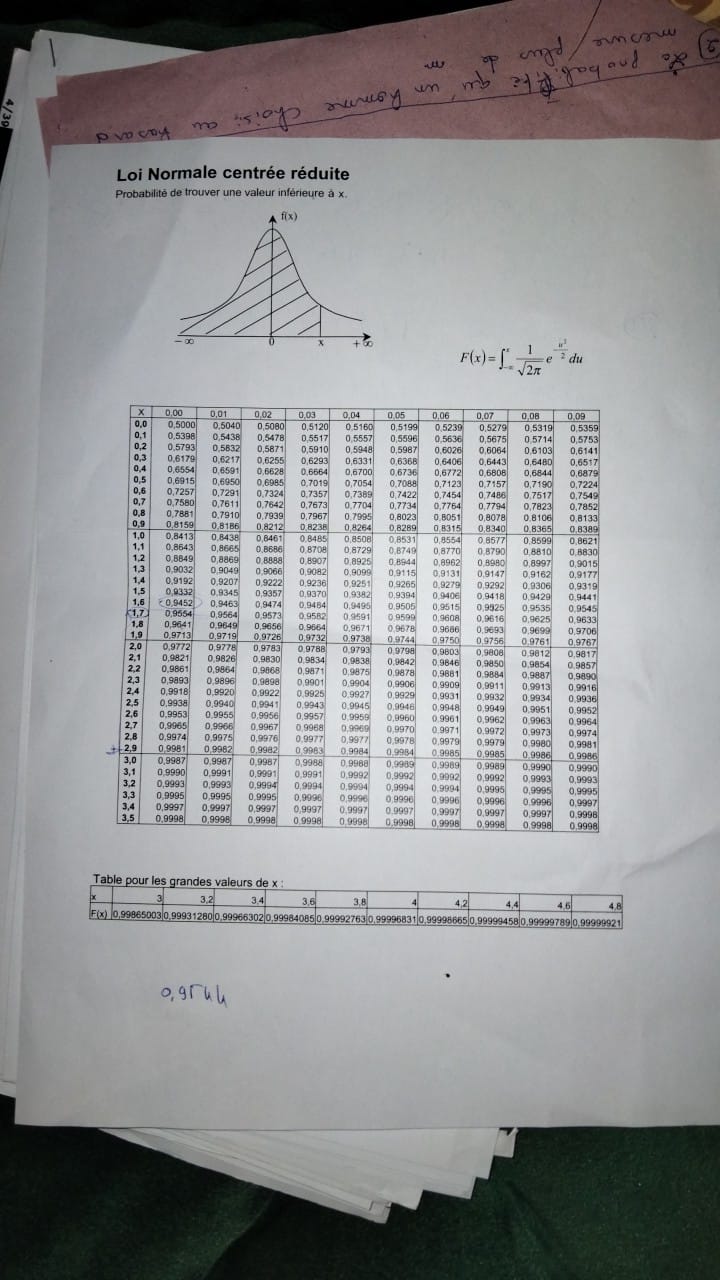 2) La probabilité qu'un homme choisi au hasard
mesure plus de m
4/39
Loi Normale centrée réduite
Probabilité de trouver une valeur inférieure à x.
f(x)
- ∞ 0 x + ∞
F(x) = ∫_{-∞}^{x} 1/√2π e^{-u²/2} du
X 0,00 0,01 0,02 0,03 0,04 0,05 0,06 0,07 0,08 0,09
0,0 0,5000 0,5040 0,5080 0,5120 0,5160 0,5199 0,5239 0,5279 0,5319 0,5359
0,1 0,5398 0,5438 0,5478 0,5517 0,5557 0,5596 0,5636 0,5675 0,5714 0,5753
0,2 0,5793 0,5832 0,5871 0,5910 0,5948 0,5987 0,6026 0,6064 0,6103 0,6141
0,3 0,6179 0,6217 0,6255 0,6293 0,6331 0,6368 0,6406 0,6443 0,6480 0,6517
0,4 0,6554 0,6591 0,6628 0,6664 0,6700 0,6736 0,6772 0,6808 0,6844 0,6879
0,5 0,6915 0,6950 0,6985 0,7019 0,7054 0,7088 0,7123 0,7157 0,7190 0,7224
0,6 0,7257 0,7291 0,7324 0,7357 0,7389 0,7422 0,7454 0,7486 0,7517 0,7549
0,7 0,7580 0,7611 0,7642 0,7673 0,7704 0,7734 0,7764 0,7794 0,7823 0,7852
0,8 0,7881 0,7910 0,7939 0,7967 0,7995 0,8023 0,8051 0,8078 0,8106 0,8133
0,9 0,8159 0,8186 0,8212 0,8238 0,8264 0,8289 0,8315 0,8340 0,8365 0,8389
1,0 0,8413 0,8438 0,8461 0,8485 0,8508 0,8531 0,8554 0,8577 0,8599 0,8621
1,1 0,8643 0,8665 0,8686 0,8708 0,8729 0,8749 0,8770 0,8790 0,8810 0,8830
1,2 0,8849 0,8869 0,8888 0,8907 0,8925 0,8944 0,8962 0,8980 0,8997 0,9015
1,3 0,9032 0,9049 0,9066 0,9082 0,9099 0,9115 0,9131 0,9147 0,9162 0,9177
1,4 0,9192 0,9207 0,9222 0,9236 0,9251 0,9265 0,9279 0,9292 0,9306 0,9319
1,5 0,9332 0,9345 0,9357 0,9370 0,9382 0,9394 0,9406 0,9418 0,9429 0,9441
1,6 0,9452 0,9463 0,9474 0,9484 0,9495 0,9505 0,9515 0,9525 0,9535 0,9545
1,7 0,9554 0,9564 0,9573 0,9582 0,9591 0,9599 0,9608 0,9616 0,9625 0,9633
1,8 0,9641 0,9649 0,9656 0,9664 0,9671 0,9678 0,9686 0,9693 0,9699 0,9706
1,9 0,9713 0,9719 0,9726 0,9732 0,9738 0,9744 0,9750 0,9756 0,9761 0,9767
2,0 0,9772 0,9778 0,9783 0,9788 0,9793 0,9798 0,9803 0,9808 0,9812 0,9817
2,1 0,9821 0,9826 0,9830 0,9834 0,9838 0,9842 0,9846 0,9850 0,9854 0,9857
2,2 0,9861 0,9864 0,9868 0,9871 0,9875 0,9878 0,9881 0,9884 0,9887 0,9890
2,3 0,9893 0,9896 0,9898 0,9901 0,9904 0,9906 0,9909 0,9911 0,9913 0,9916
2,4 0,9918 0,9920 0,9922 0,9925 0,9927 0,9929 0,9931 0,9932 0,9934 0,9936
2,5 0,9938 0,9940 0,9941 0,9943 0,9945 0,9946 0,9948 0,9949 0,9951 0,9952
2,6 0,9953 0,9955 0,9956 0,9957 0,9959 0,9960 0,9961 0,9962 0,9963 0,9964
2,7 0,9965 0,9966 0,9967 0,9968 0,9969 0,9970 0,9971 0,9972 0,9973 0,9974
2,8 0,9974 0,9975 0,9976 0,9977 0,9977 0,9978 0,9979 0,9979 0,9980 0,9981
2,9 0,9981 0,9982 0,9982 0,9983 0,9984 0,9984 0,9985 0,9985 0,9986 0,9986
3,0 0,9987 0,9987 0,9987 0,9988 0,9988 0,9989 0,9989 0,9989 0,9990 0,9990
3,1 0,9990 0,9991 0,9991 0,9991 0,9992 0,9992 0,9992 0,9992 0,9993 0,9993
3,2 0,9993 0,9993 0,9994 0,9994 0,9994 0,9994 0,9994 0,9995 0,9995 0,9995
3,3 0,9995 0,9995 0,9995 0,9996 0,9996 0,9996 0,9996 0,9996 0,9996 0,9997
3,4 0,9997 0,9997 0,9997 0,9997 0,9997 0,9997 0,9997 0,9997 0,9997 0,9998
3,5 0,9998 0,9998 0,9998 0,9998 0,9998 0,9998 0,9998 0,9998 0,9998 0,9998
Table pour les grandes valeurs de x :
x 3 3,2 3,4 3,6 3,8 4 4,2 4,4 4,6 4,8
F(x) 0,99865003 0,99931280 0,99966302 0,99984085 0,99992763 0,99996831 0,99998665 0,99999458 0,99999789 0,99999921